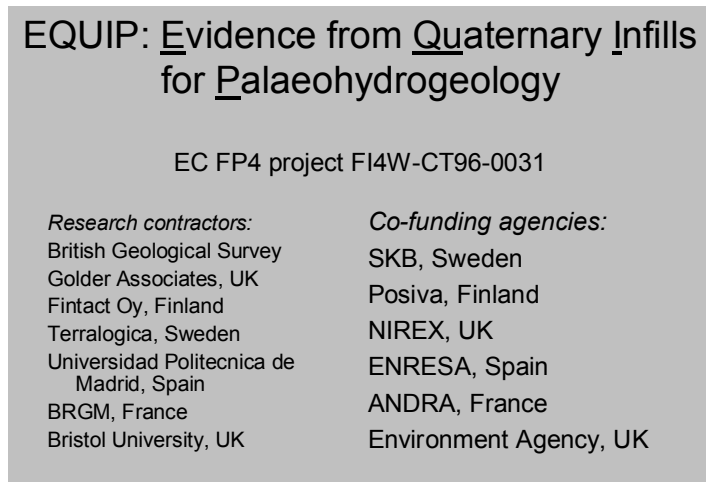 EQUIP: Evidence from Quaternary Infills
for Palaeohydrogeology
EC FP4 project FI4W-CT96-0031
Research contractors:
British Geological Survey
Golder Associates, UK
Fintact Oy, Finland
Terralogica, Sweden
Universidad Politecnica de
Madrid, Spain
BRGM, France
Bristol University, UK
Co-funding agencies:
SKB, Sweden
Posiva, Finland
NIREX, UK
ENRESA, Spain
ANDRA, France
Environment Agency, UK